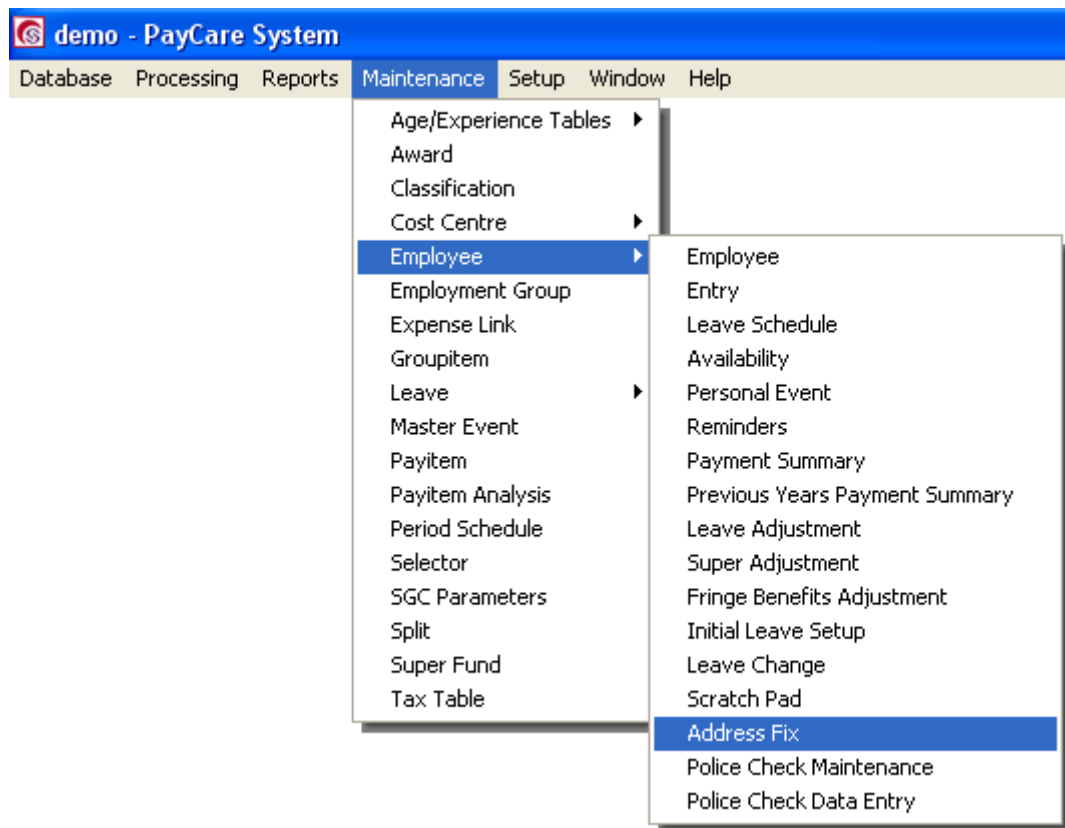 demo - PayCare System
Database Processing Reports Maintenance Setup Window Help
Age/Experience Tables
Award
Classification
Cost Centre
Employee
Employment Group
Expense Link
Groupitem
Leave
Master Event
Payitem
Payitem Analysis
Period Schedule
Selector
SGC Parameters
Split
Super Fund
Tax Table
Employee
Entry
Leave Schedule
Availability
Personal Event
Reminders
Payment Summary
Previous Years Payment Summary
Leave Adjustment
Super Adjustment
Fringe Benefits Adjustment
Initial Leave Setup
Leave Change
Scratch Pad
Address Fix
Police Check Maintenance
Police Check Data Entry